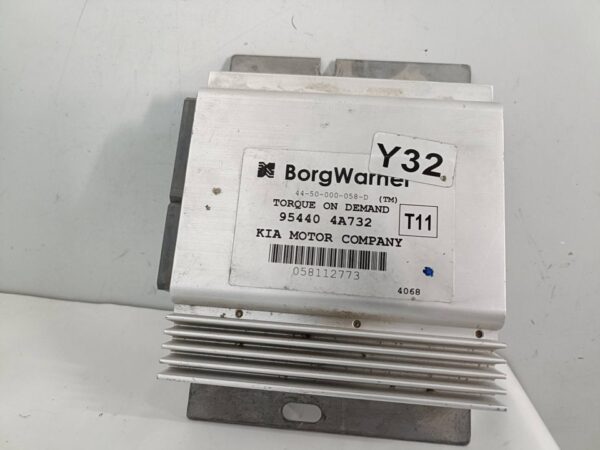 Y32
BorgWarner
44-50-000-058-D (TM)
TORQUE ON DEMAND
95440 4A732
T11
KIA MOTOR COMPANY
058112773
4068